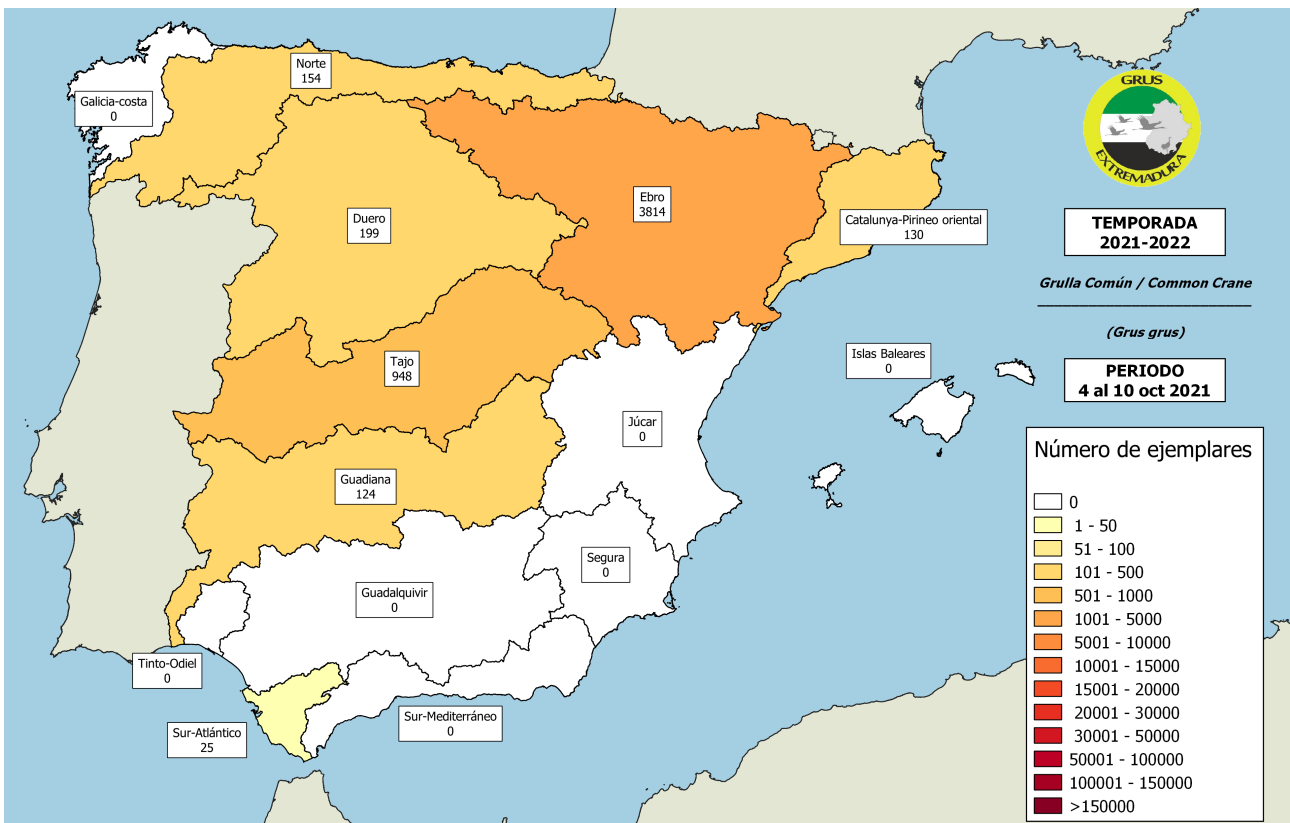 Norte
154
Galicia-costa
0
Duero
199
Ebro
3814
Catalunya-Pirineo oriental
130
Tajo
948
Islas Baleares
0
Júcar
0
Guadiana
124
Segura
0
Guadalquivir
0
Tinto-Odiel
0
Sur-Atlántico
25
Sur-Mediterráneo
0
GRUS
EXTREMADURA
TEMPORADA
2021-2022
Grulla Común / Common Crane
(Grus grus)
PERIODO
4 al 10 oct 2021
Número de ejemplares
0
1 - 50
51 - 100
101 - 500
501 - 1000
1001 - 5000
5001 - 10000
10001 - 15000
15001 - 20000
20001 - 30000
30001 - 50000
50001 - 100000
100001 - 150000
>150000